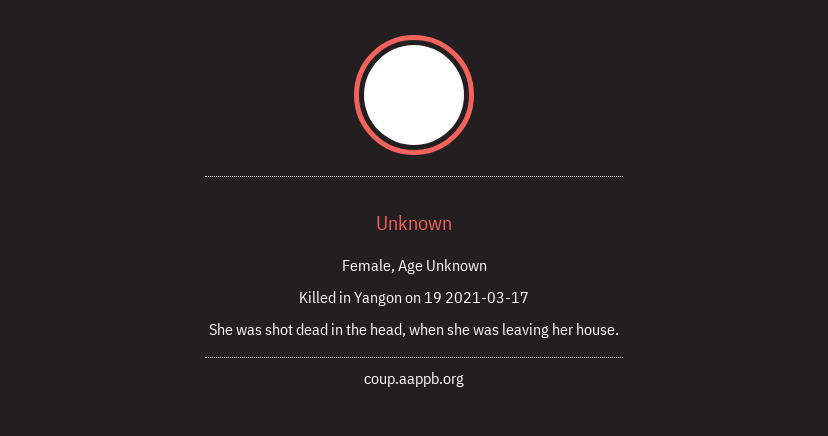 Unknown
Female, Age Unknown
Killed in Yangon on 19 2021-03-17
She was shot dead in the head, when she was leaving her house.
coup.aappb.org